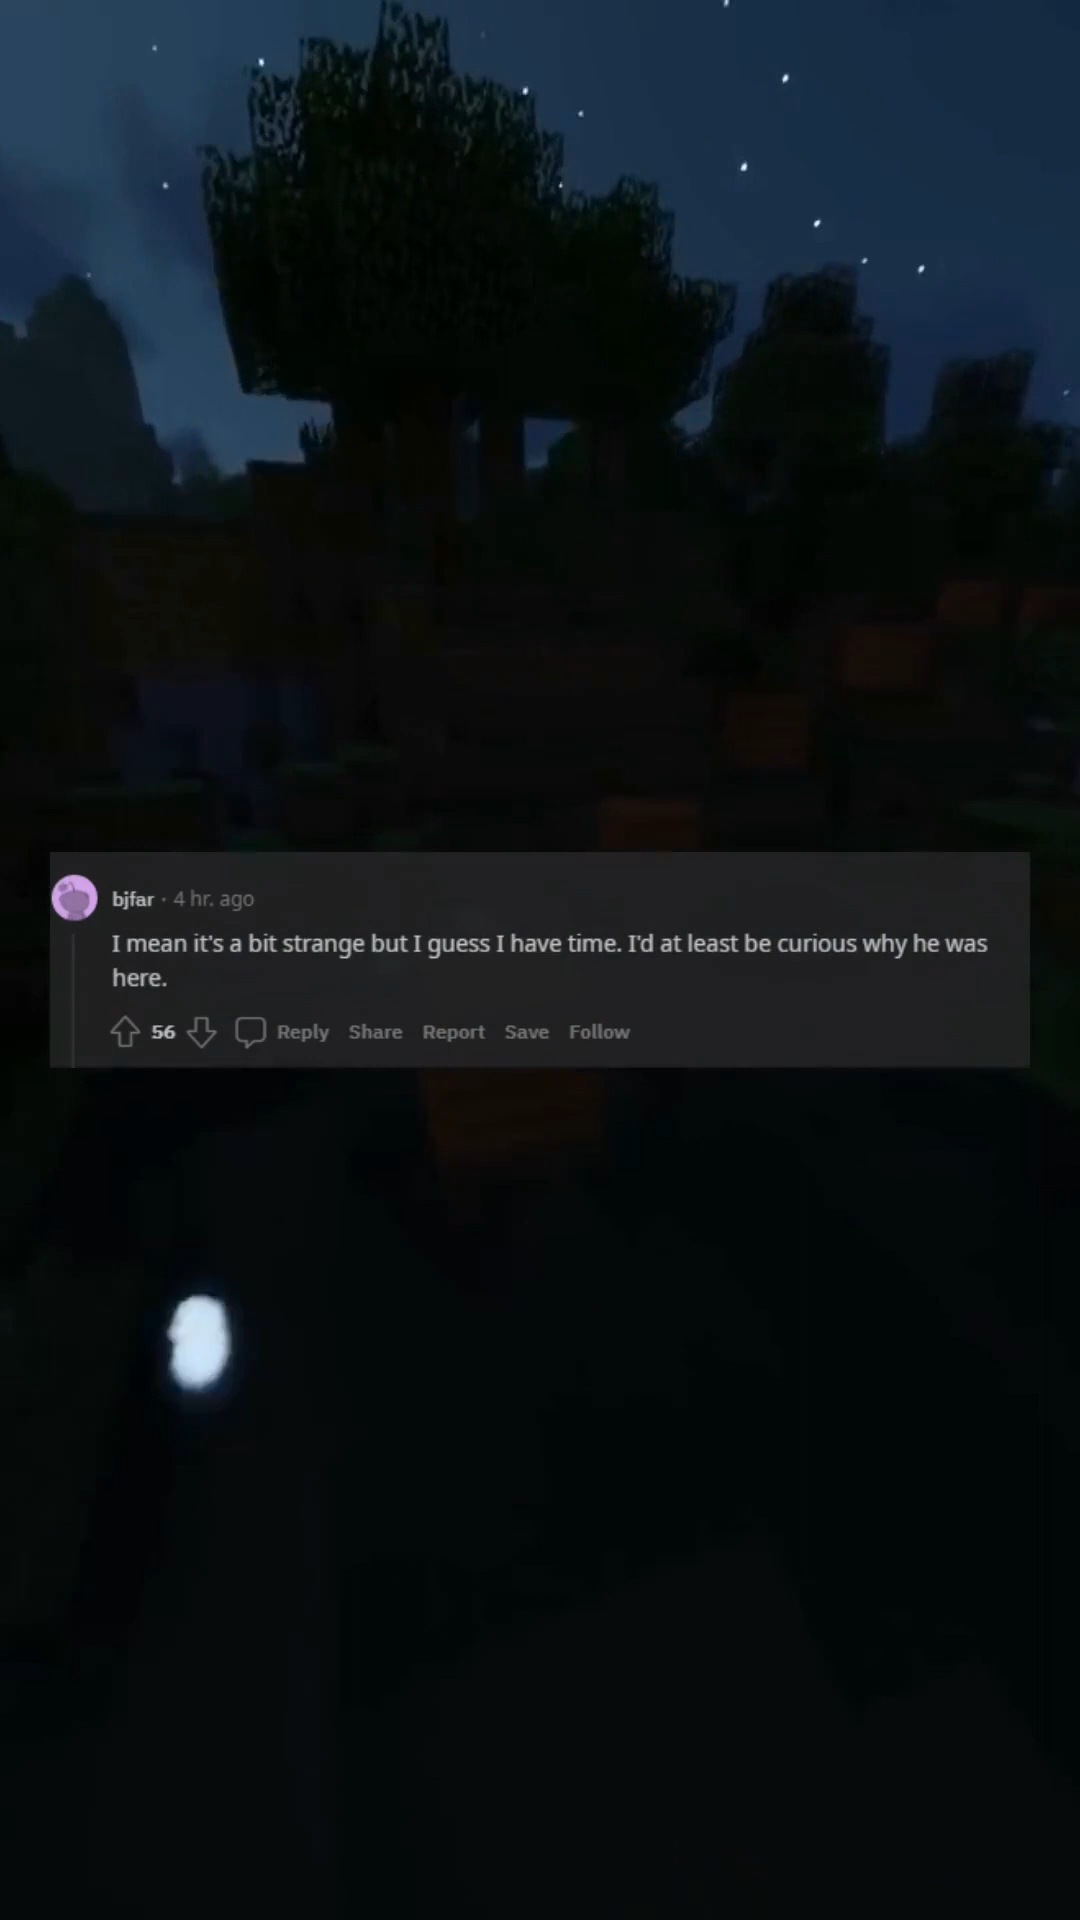 bjfar · 4 hr. ago
I mean it's a bit strange but I guess I have time. I'd at least be curious why he was
here.
56 Reply Share Report Save Follow